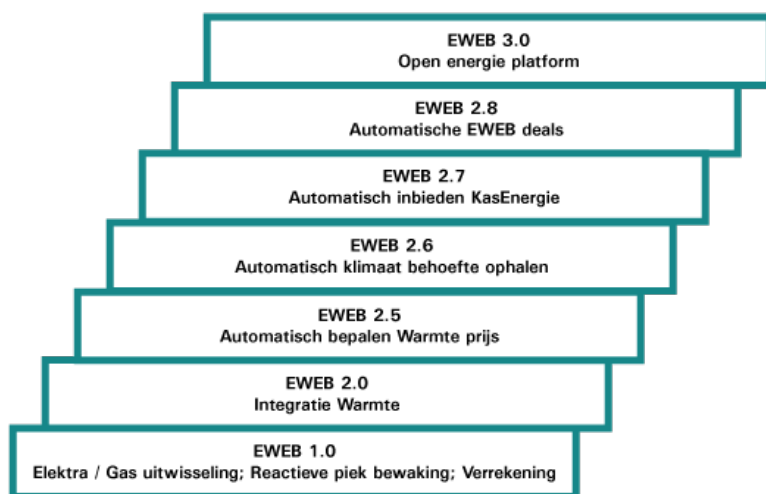 EWEB 3.0
Open energie platform
EWEB 2.8
Automatische EWEB deals
EWEB 2.7
Automatisch inbieden KasEnergie
EWEB 2.6
Automatisch klimaat behoefte ophalen
EWEB 2.5
Automatisch bepalen Warmte prijs
EWEB 2.0
Integratie Warmte
EWEB 1.0
Elektra / Gas uitwisseling; Reactieve piek bewaking; Verrekening